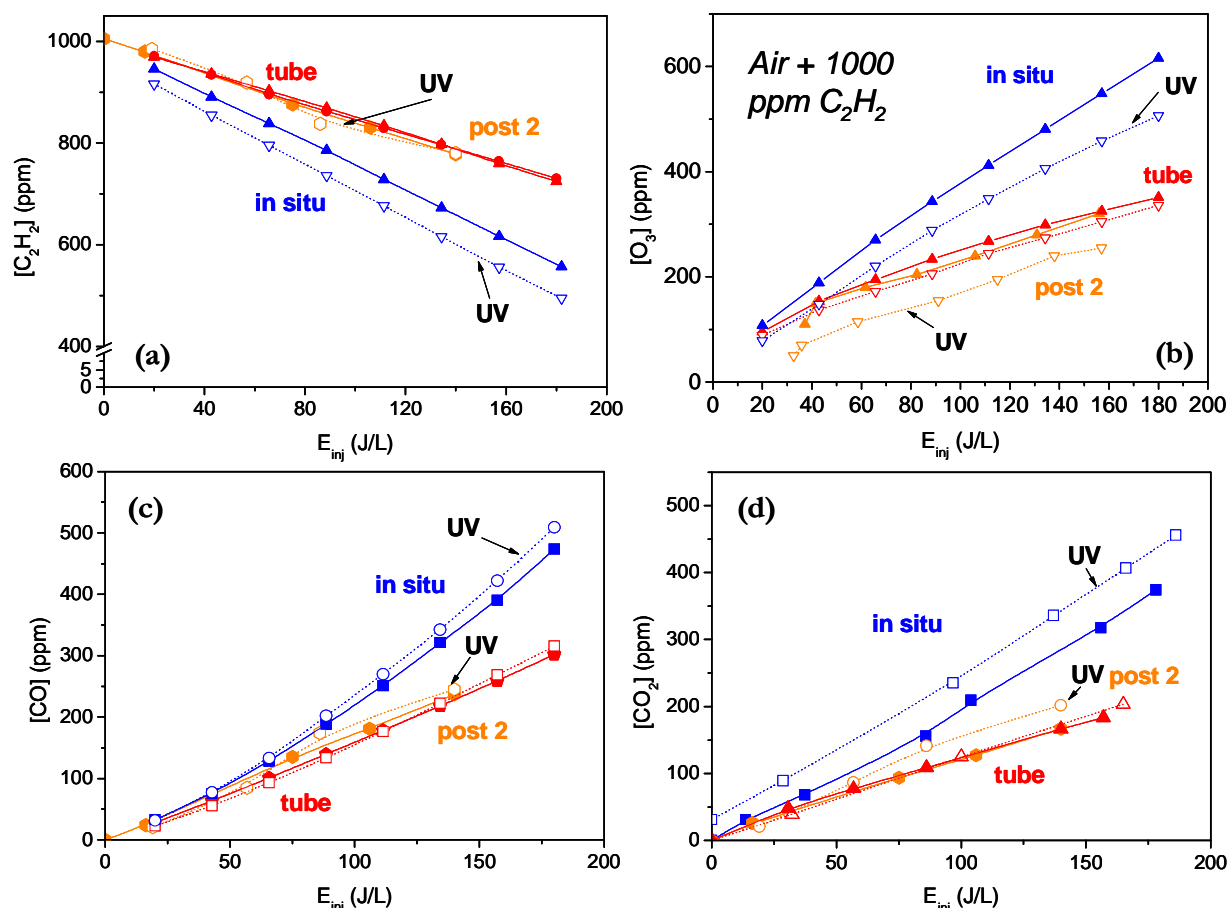 1000
800
600
400
5
0
[C2H2] (ppm)
tube
UV
post 2
in situ
UV
(a)
0 40 80 120 160 200
Einj (J/L)
600
400
200
0
[O3] (ppm)
Air + 1000
ppm C2H2
in situ
UV
tube
post 2
UV
(b)
0 20 40 60 80 100 120 140 160 180 200
Einj (J/L)
600
500
400
300
200
100
0
[CO] (ppm)
(c)
UV
in situ
UV
post 2
tube
0 50 100 150 200
Einj (J/L)
500
400
300
200
100
0
[CO2] (ppm)
(d)
UV
in situ
UV
post 2
tube
0 50 100 150 200
Einj (J/L)